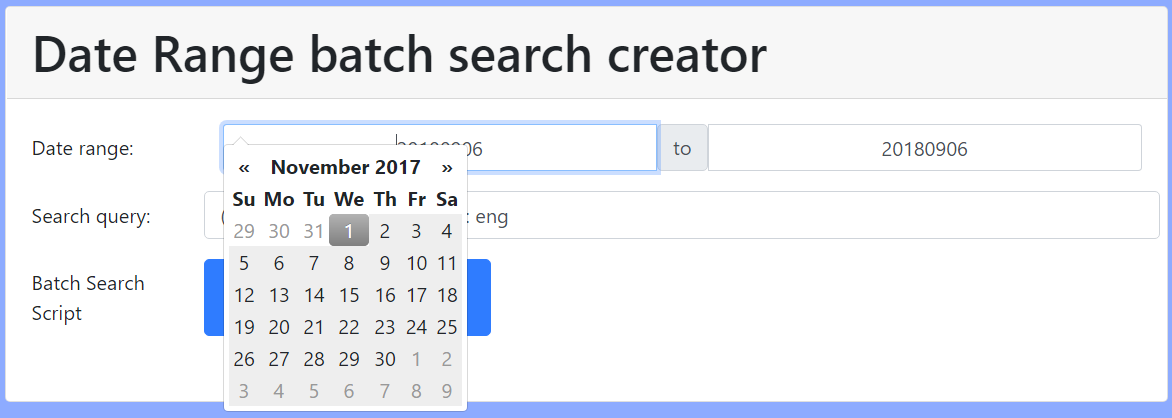 Date Range batch search creator
Date range:
20180906
to
20180906
« November 2017 »
Su Mo Tu We Th Fr Sa
29 30 31 1 2 3 4
5 6 7 8 9 10 11
12 13 14 15 16 17 18
19 20 21 22 23 24 25
26 27 28 29 30 1 2
3 4 5 6 7 8 9
Search query:
: eng
Batch Search
Script